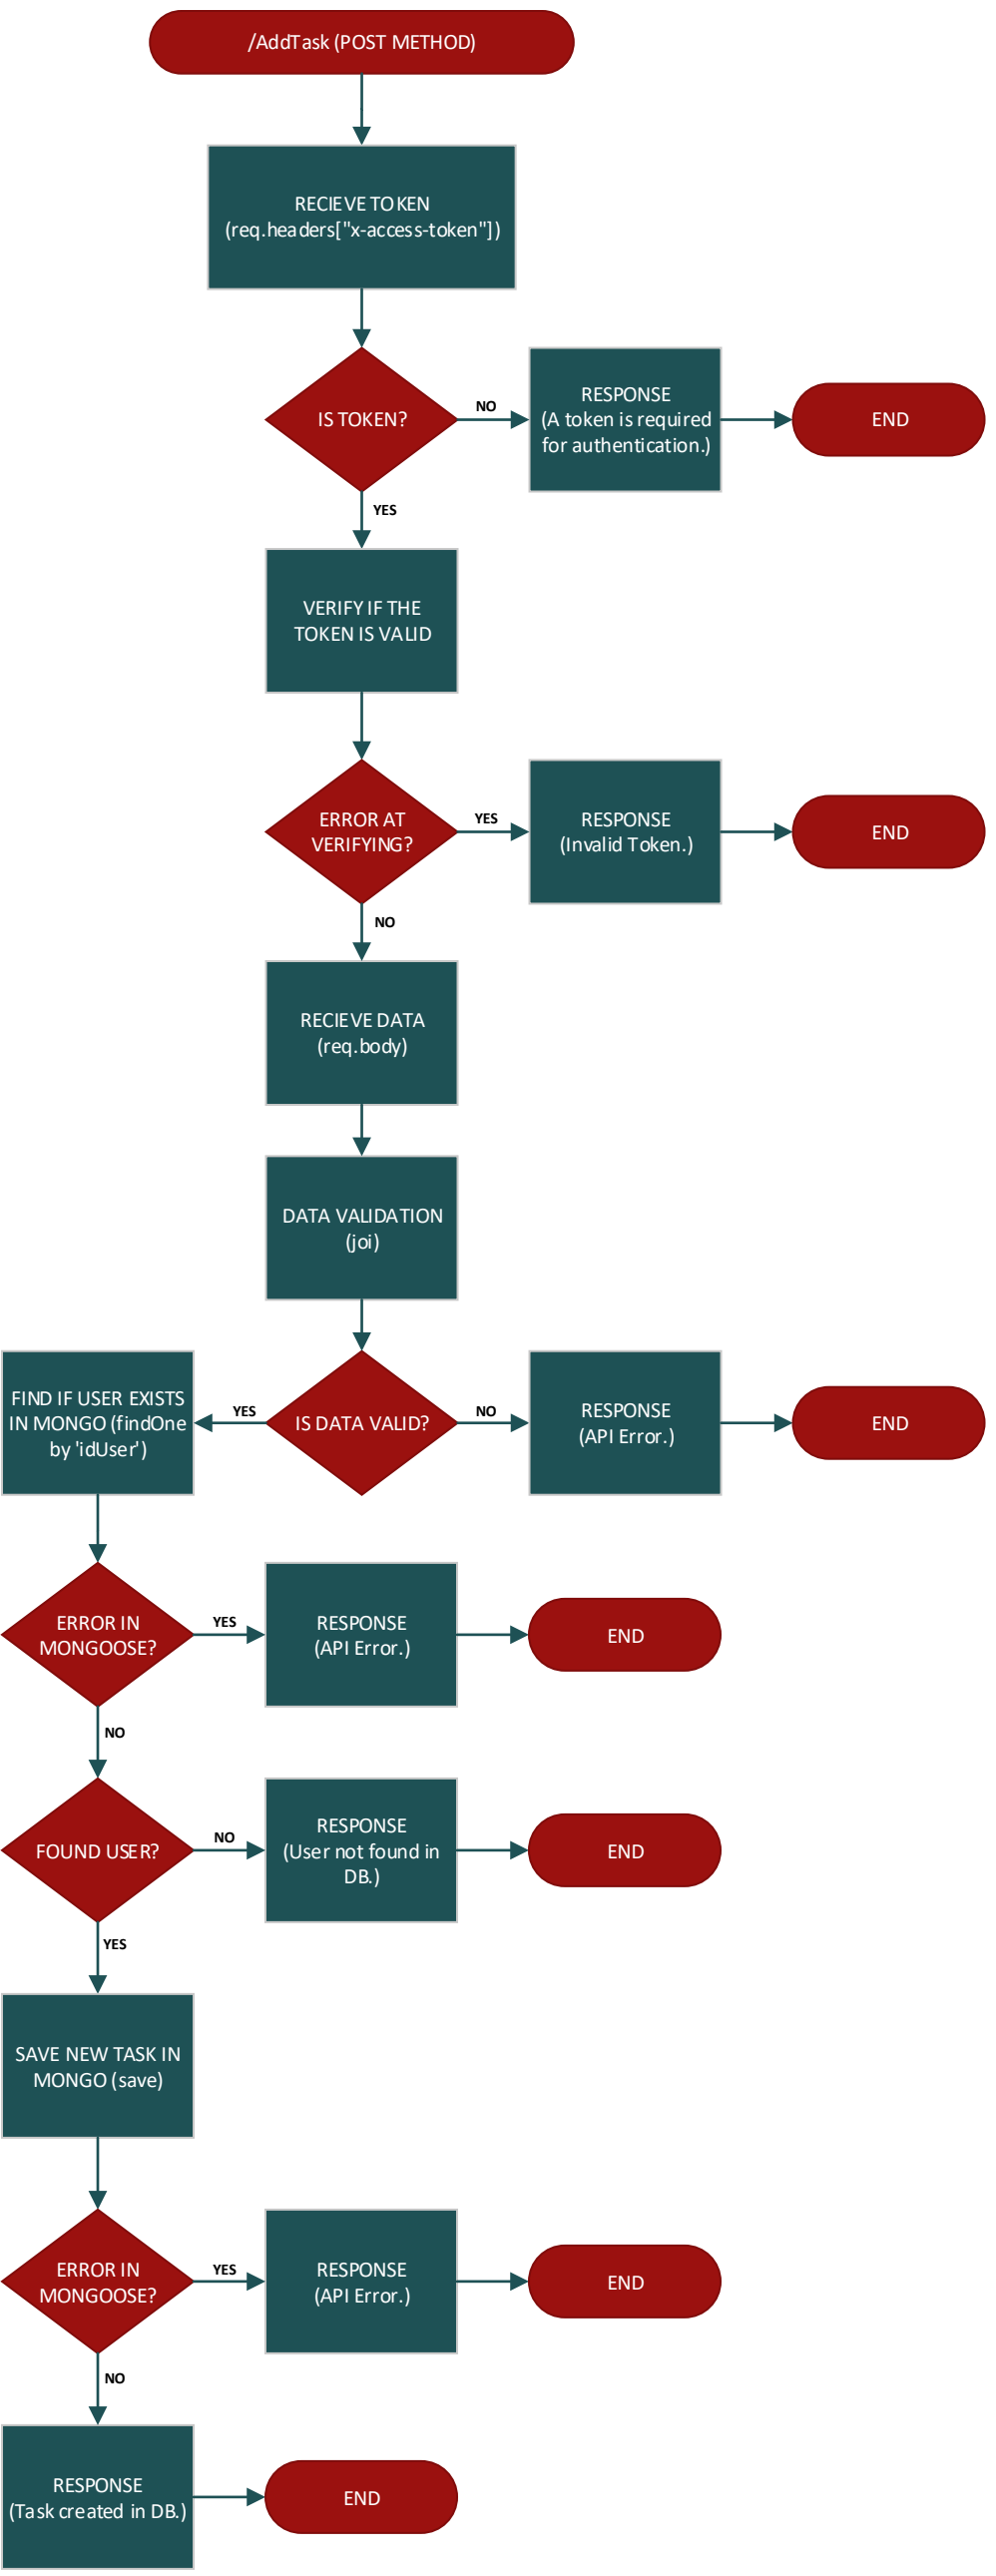 /AddTask (POST METHOD)
RECIEVE TOKEN
(req.headers["x-access-token"])
IS TOKEN?
NO
RESPONSE
(A token is required
for authentication.)
END
YES
VERIFY IF THE
TOKEN IS VALID
ERROR AT
VERIFYING?
YES
RESPONSE
(Invalid Token.)
END
NO
RECIEVE DATA
(req.body)
DATA VALIDATION
(joi)
IS DATA VALID?
NO
RESPONSE
(API Error.)
END
YES
FIND IF USER EXISTS
IN MONGO (findOne
by 'idUser')
ERROR IN
MONGOOSE?
YES
RESPONSE
(API Error.)
END
NO
FOUND USER?
NO
RESPONSE
(User not found in
DB.)
END
YES
SAVE NEW TASK IN
MONGO (save)
ERROR IN
MONGOOSE?
YES
RESPONSE
(API Error.)
END
NO
RESPONSE
(Task created in DB.)
END